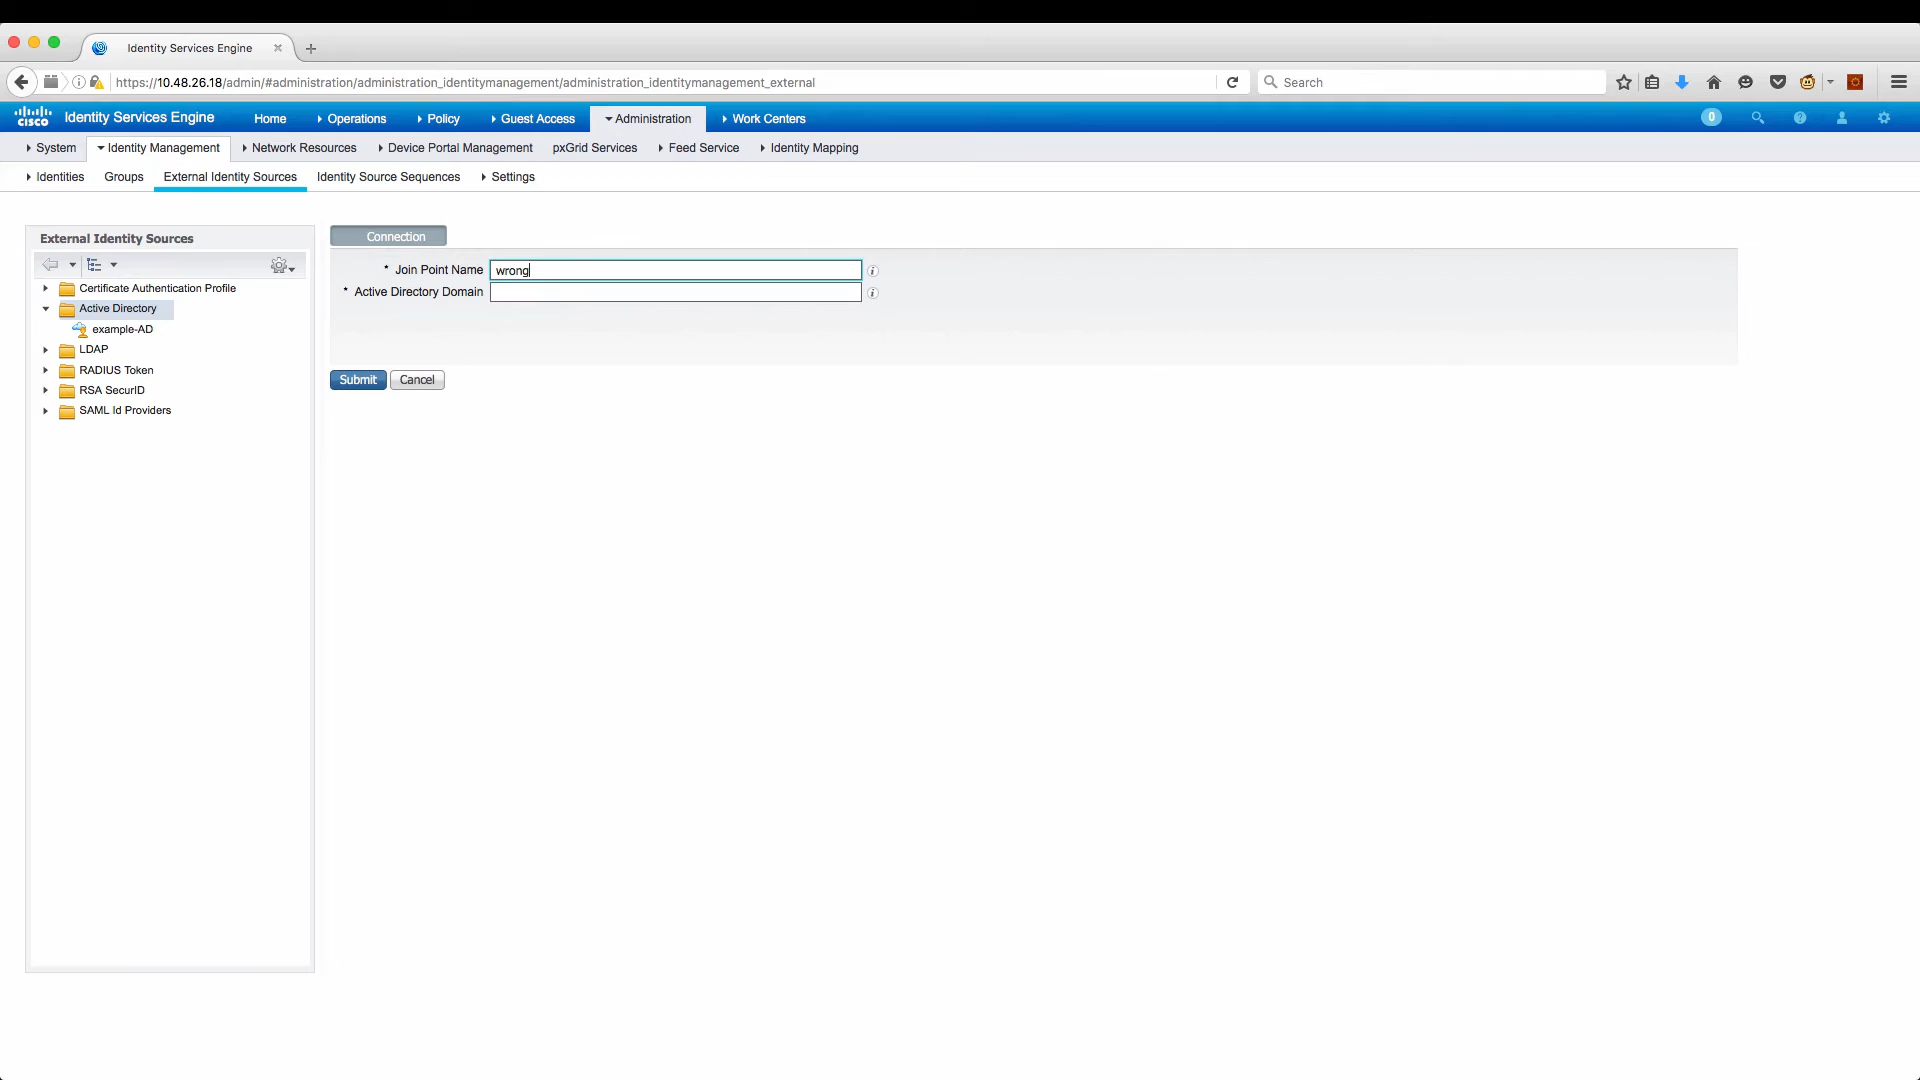 Identity Services Engine
https://10.48.26.18/admin/#administration/administration_identitymanagement/administration_identitymanagement_external
Search
cisco Identity Services Engine Home Operations Policy Guest Access Administration Work Centers 0
System Identity Management Network Resources Device Portal Management pxGrid Services Feed Service Identity Mapping
Identities Groups External Identity Sources Identity Source Sequences Settings
External Identity Sources
Certificate Authentication Profile
Active Directory
example-AD
LDAP
RADIUS Token
RSA SecurID
SAML Id Providers
Connection
* Join Point Name wrong
* Active Directory Domain
Submit Cancel